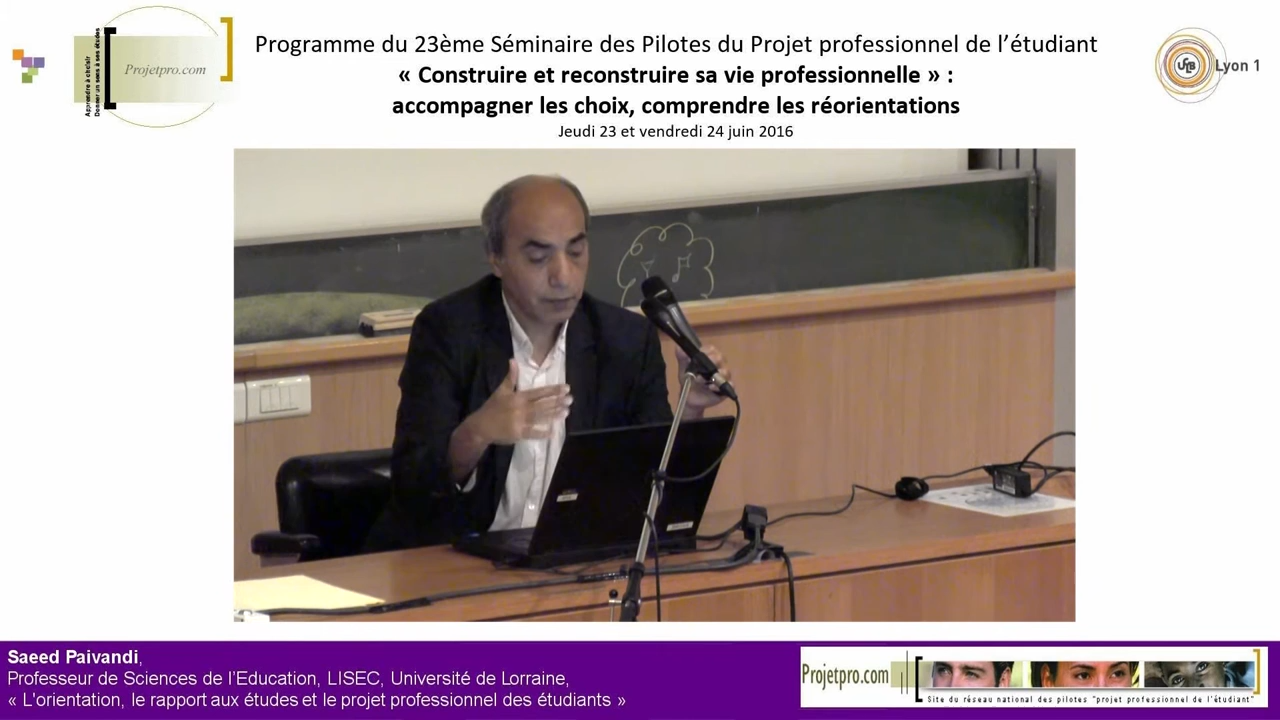 Apprendre à choisir
Donner un sens à ses études
Projetpro.com
Programme du 23ème Séminaire des Pilotes du Projet professionnel de l'étudiant
« Construire et reconstruire sa vie professionnelle » :
accompagner les choix, comprendre les réorientations
Jeudi 23 et vendredi 24 juin 2016
Lyon 1
Saeed Paivandi,
Professeur de Sciences de l'Education, LISEC, Université de Lorraine,
« L'orientation, le rapport aux études et le projet professionnel des étudiants »
Projetpro.com
Site du réseau national des pilotes "projet professionnel de l'étudiant"